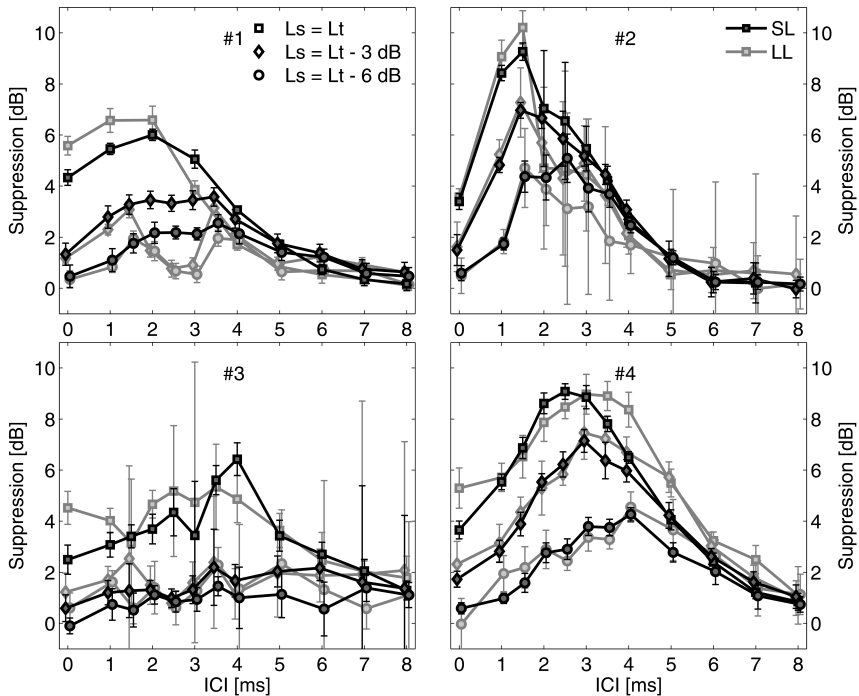 #1
Ls = Lt
Ls = Lt - 3 dB
Ls = Lt - 6 dB
Suppression [dB]
10
8
6
4
2
0
0 1 2 3 4 5 6 7 8
#2
SL
LL
10
8
6
4
2
0
Suppression [dB]
0 1 2 3 4 5 6 7 8
#3
Suppression [dB]
10
8
6
4
2
0
0 1 2 3 4 5 6 7 8
ICI [ms]
#4
10
8
6
4
2
0
Suppression [dB]
0 1 2 3 4 5 6 7 8
ICI [ms]